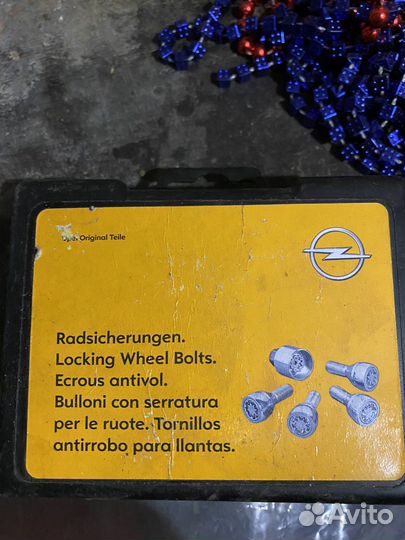 Opel Original Teile
Radsicherungen.
Locking Wheel Bolts.
Ecrous antivol.
Bulloni con serratura
per le ruote. Tornillos
antirrobo para llantas.
Avito